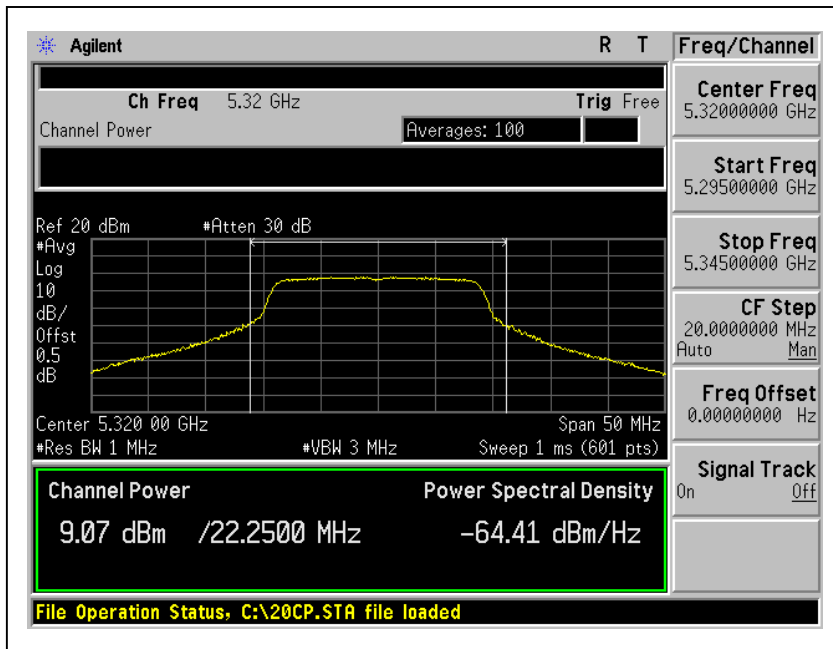 Agilent R T Freq/Channel
Ch Freq 5.32 GHz Trig Free
Channel Power Averages: 100
Center Freq
5.32000000 GHz
Start Freq
5.29500000 GHz
Stop Freq
5.34500000 GHz
CF Step
20.0000000 MHz
Auto Man
Freq Offset
0.00000000 Hz
Signal Track
On Off
Ref 20 dBm #Atten 30 dB
#Avg
Log
10
dB/
Offst
0.5
dB
Center 5.320 00 GHz Span 50 MHz
#Res BW 1 MHz #VBW 3 MHz Sweep 1 ms (601 pts)
Channel Power Power Spectral Density
9.07 dBm /22.2500 MHz -64.41 dBm/Hz
File Operation Status, C:\20CP.STA file loaded